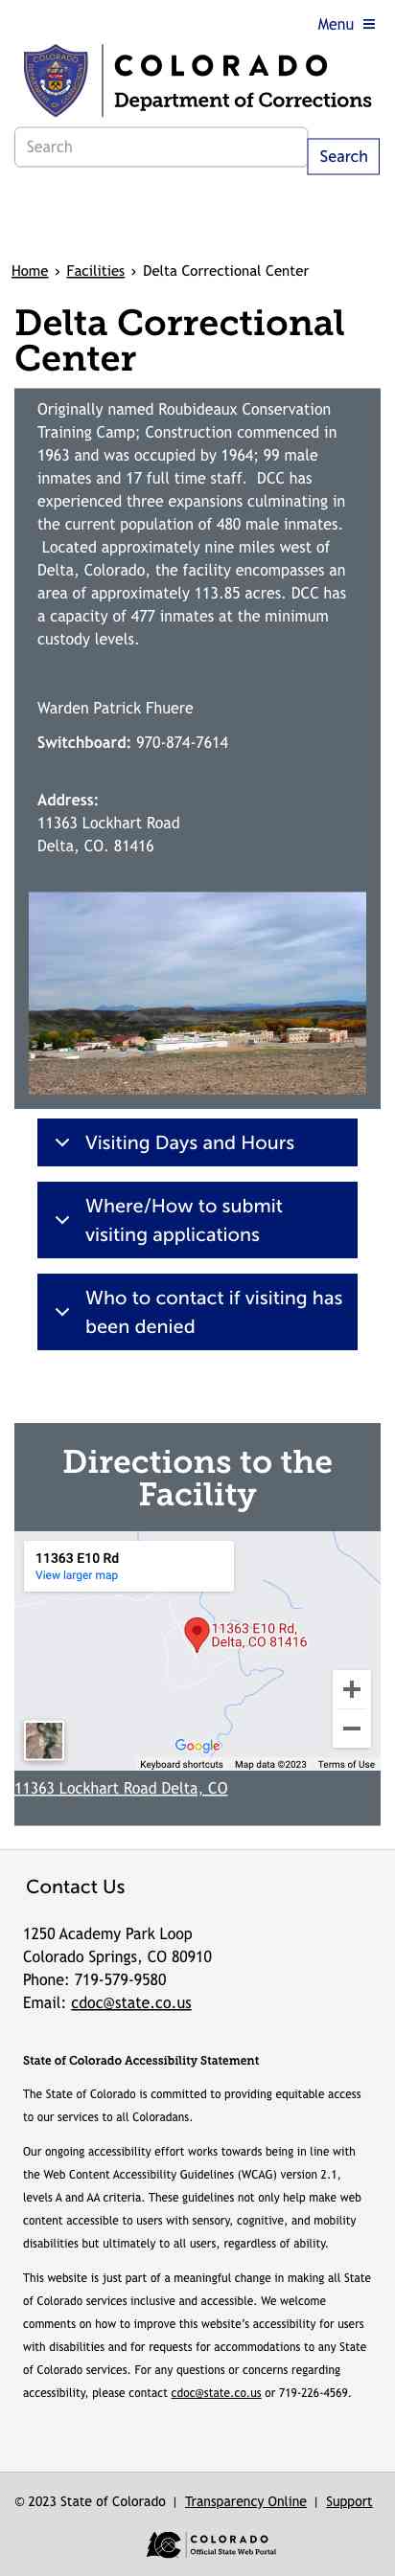 Menu
COLORADO
Department of Corrections
Search
Search
Home › Facilities › Delta Correctional Center
Delta Correctional
Center
Originally named Roubideaux Conservation
Training Camp; Construction commenced in
1963 and was occupied by 1964; 99 male
inmates and 17 full time staff.  DCC has
experienced three expansions culminating in
the current population of 480 male inmates.
Located approximately nine miles west of
Delta, Colorado, the facility encompasses an
area of approximately 113.85 acres. DCC has
a capacity of 477 inmates at the minimum
custody levels.
Warden Patrick Fhuere
Switchboard: 970-874-7614
Address:
11363 Lockhart Road
Delta, CO. 81416
Visiting Days and Hours
Where/How to submit
visiting applications
Who to contact if visiting has
been denied
Directions to the
Facility
11363 E10 Rd
View larger map
11363 E10 Rd,
Delta, CO 81416
Google
Keyboard shortcuts Map data ©2023 Terms of Use
11363 Lockhart Road Delta, CO
Contact Us
1250 Academy Park Loop
Colorado Springs, CO 80910
Phone: 719-579-9580
Email: cdoc@state.co.us
State of Colorado Accessibility Statement
The State of Colorado is committed to providing equitable access
to our services to all Coloradans.
Our ongoing accessibility effort works towards being in line with
the Web Content Accessibility Guidelines (WCAG) version 2.1,
levels A and AA criteria. These guidelines not only help make web
content accessible to users with sensory, cognitive, and mobility
disabilities but ultimately to all users, regardless of ability.
This website is just part of a meaningful change in making all State
of Colorado services inclusive and accessible. We welcome
comments on how to improve this website's accessibility for users
with disabilities and for requests for accommodations to any State
of Colorado services. For any questions or concerns regarding
accessibility, please contact cdoc@state.co.us or 719-226-4569.
© 2023 State of Colorado | Transparency Online | Support
COLORADO
Official State Web Portal